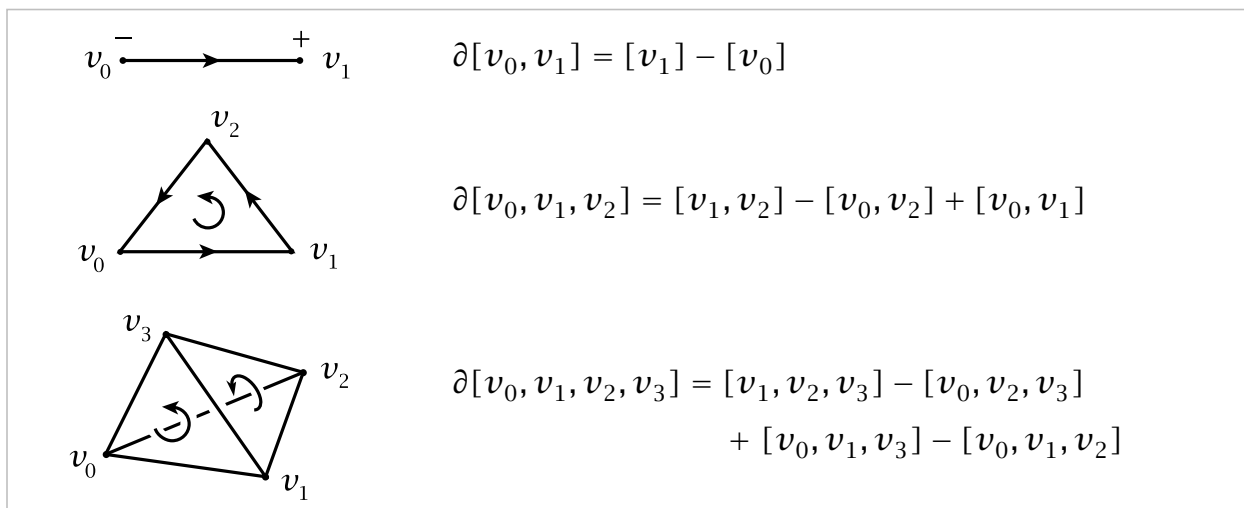 − +
v₀ v₁ ∂[v₀, v₁] = [v₁] − [v₀]
v₂
∂[v₀, v₁, v₂] = [v₁, v₂] − [v₀, v₂] + [v₀, v₁]
v₀ v₁
v₃
v₂ ∂[v₀, v₁, v₂, v₃] = [v₁, v₂, v₃] − [v₀, v₂, v₃]
+ [v₀, v₁, v₃] − [v₀, v₁, v₂]
v₀
v₁